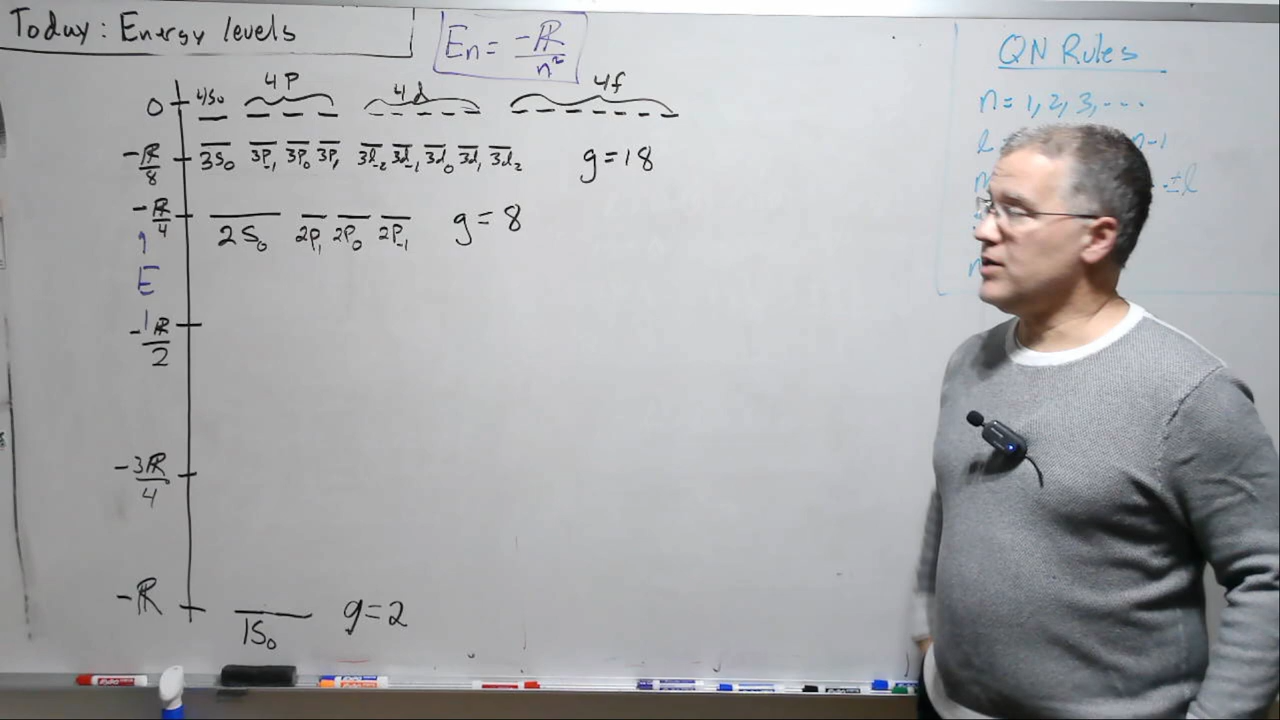 Today: Energy levels
En = -R/n²
QN Rules
n = 1, 2, 3, ...
l n-1
±l
0 4S₀ 4p 4d 4f
-R/8 3S₀ 3P₋₁ 3P₀ 3P₁ 3d₋₂ 3d₋₁ 3d₀ 3d₁ 3d₂ g=18
-R/4 2S₀ 2P₁ 2P₀ 2P₋₁ g=8
E
-R/2
-3R/4
-R 1S₀ g=2